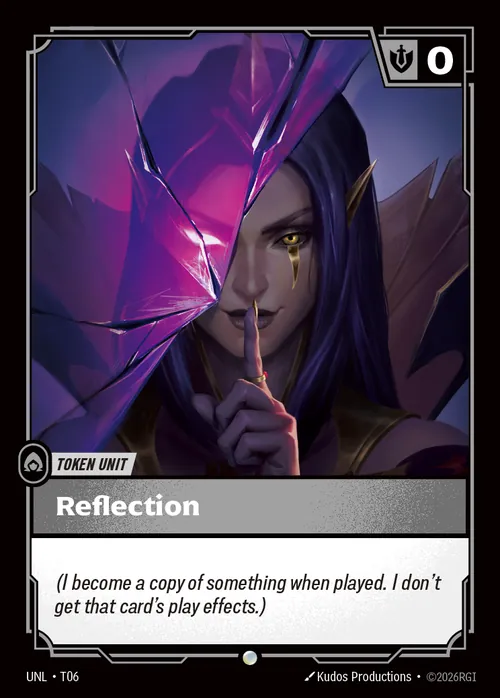 0
TOKEN UNIT
Reflection
(I become a copy of something when played. I don't
get that card's play effects.)
UNL • T06
Kudos Productions • ©2026RGI